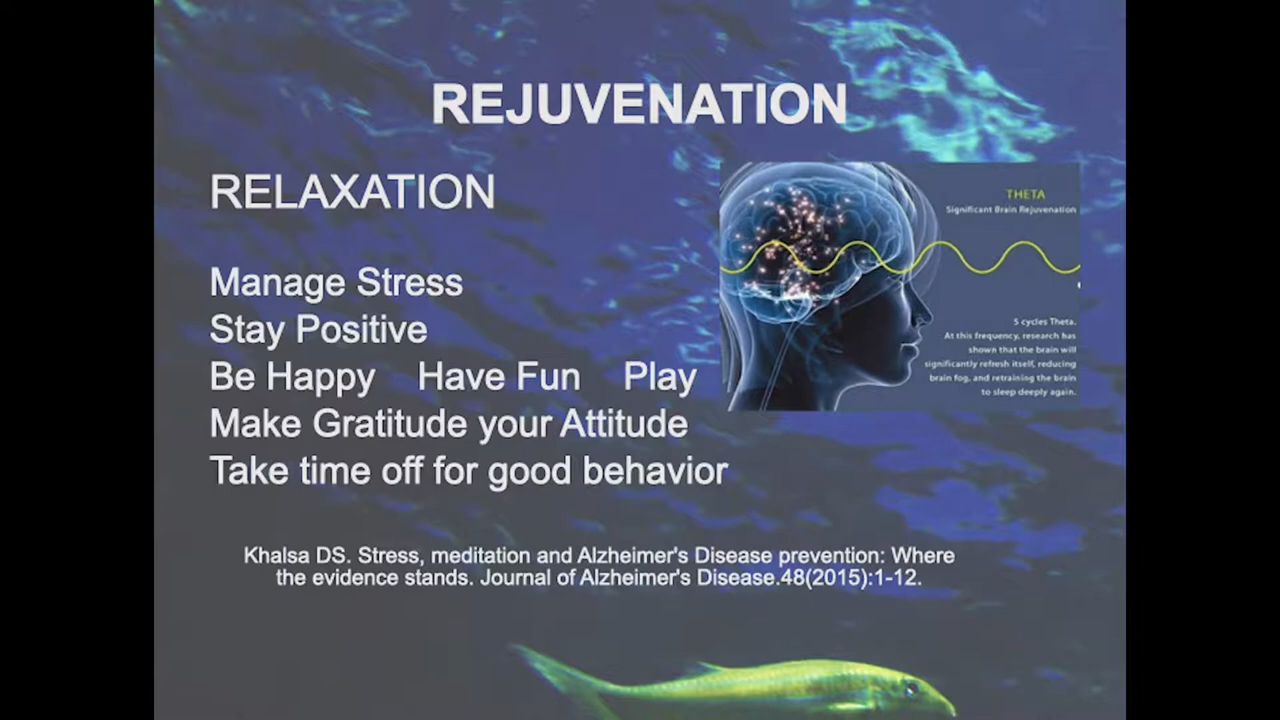 REJUVENATION
RELAXATION
Manage Stress
Stay Positive
Be Happy Have Fun Play
Make Gratitude your Attitude
Take time off for good behavior
THETA
Significant Brain Rejuvenation
5 cycles Theta.
At this frequency, research has
shown that the brain will
significantly refresh itself, reducing
brain fog, and retraining the brain
to sleep deeply again.
Khalsa DS. Stress, meditation and Alzheimer's Disease prevention: Where
the evidence stands. Journal of Alzheimer's Disease.48(2015):1-12.